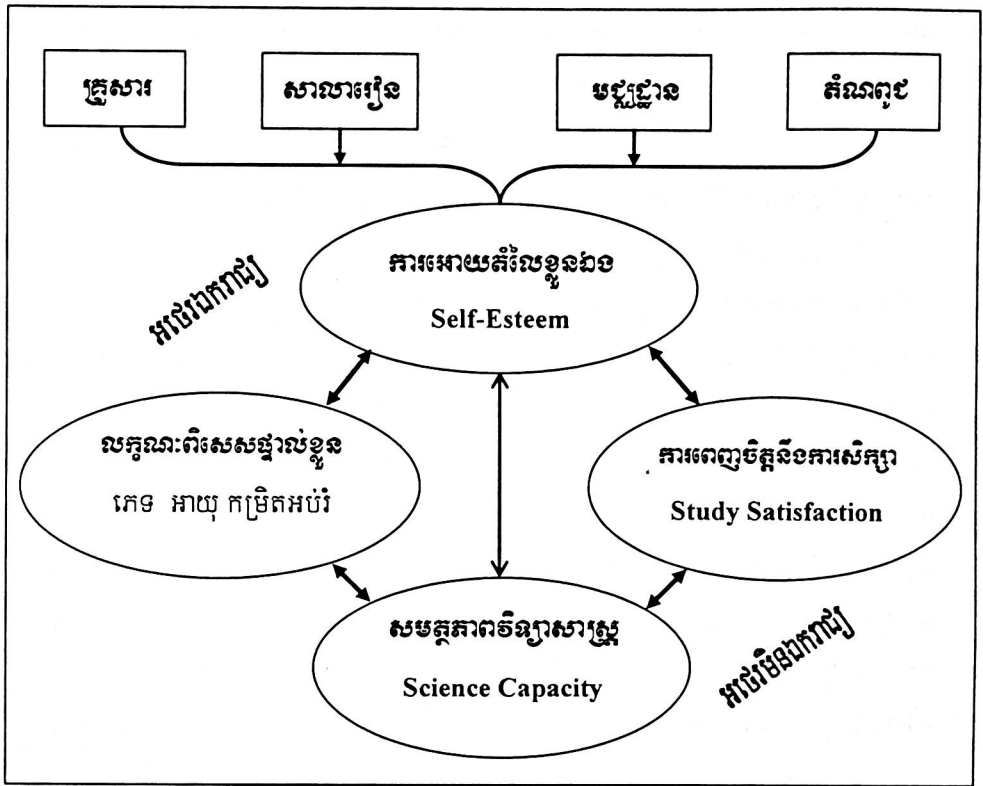 គ្រួសារ
សាលារៀន
មជ្ឈដ្ឋាន
តំណពូជ
ការអោយតំលៃខ្លួនឯង
Self-Esteem
អថេរឯករាជ្យ
លក្ខណៈពិសេសផ្ទាល់ខ្លួន
ភេទ អាយុ កម្រិតអប់រំ
ការពេញចិត្តនឹងការសិក្សា
Study Satisfaction
សមត្ថភាពវិទ្យាសាស្ត្រ
Science Capacity
អថេរមិនឯករាជ្យ